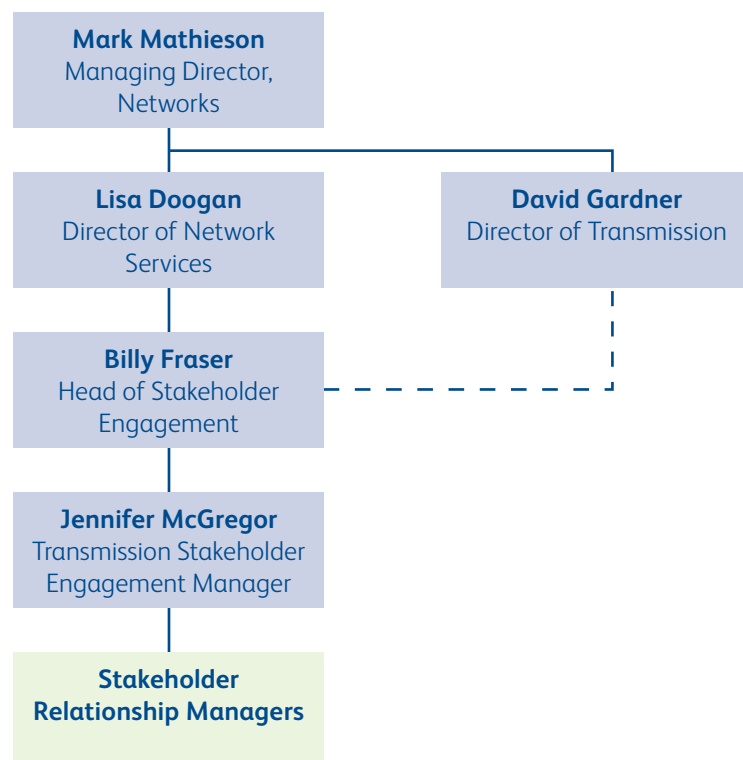 Mark Mathieson
Managing Director,
Networks
Lisa Doogan
Director of Network
Services
David Gardner
Director of Transmission
Billy Fraser
Head of Stakeholder
Engagement
Jennifer McGregor
Transmission Stakeholder
Engagement Manager
Stakeholder
Relationship Managers